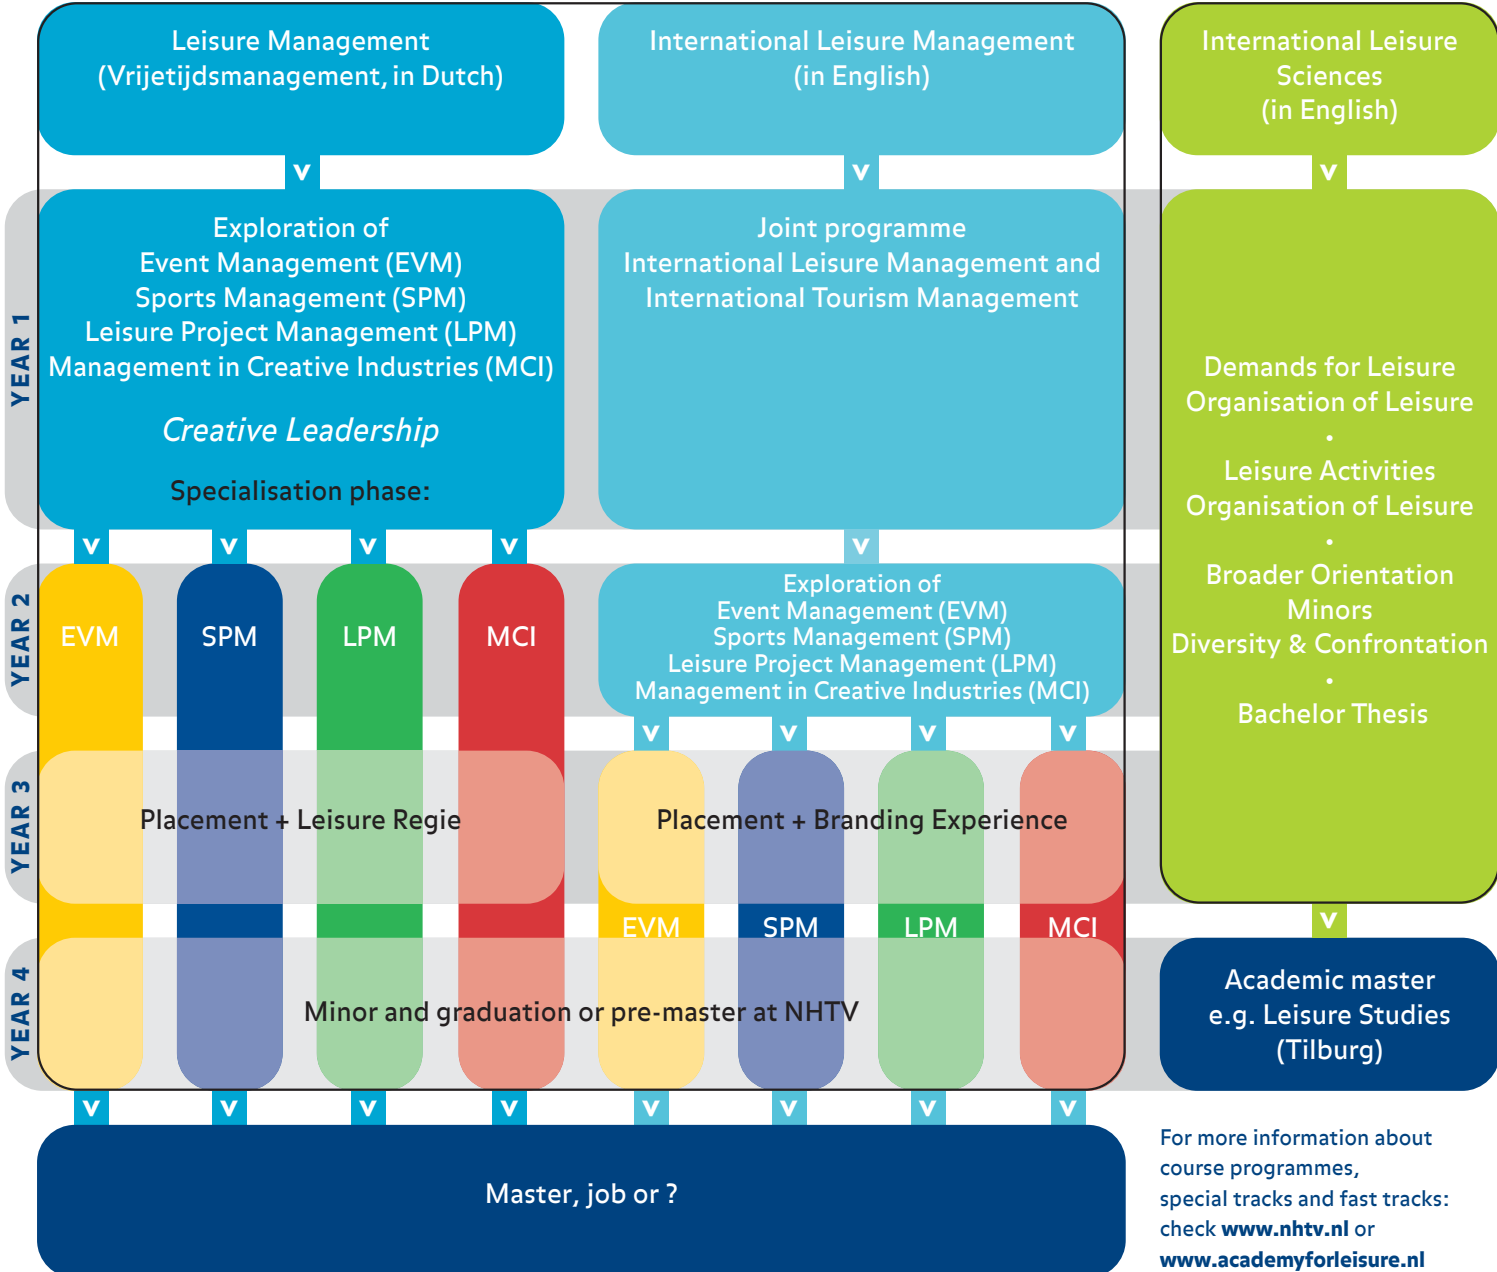 Leisure Management
(Vrijetijdsmanagement, in Dutch)
International Leisure Management
(in English)
International Leisure
Sciences
(in English)
v
v
v
YEAR 1
Exploration of
Event Management (EVM)
Sports Management (SPM)
Leisure Project Management (LPM)
Management in Creative Industries (MCI)
Creative Leadership
Specialisation phase:
Joint programme
International Leisure Management and
International Tourism Management
Demands for Leisure
Organisation of Leisure
•
Leisure Activities
Organisation of Leisure
•
Broader Orientation
Minors
Diversity & Confrontation
•
Bachelor Thesis
v v v v
v
YEAR 2
EVM
SPM
LPM
MCI
Exploration of
Event Management (EVM)
Sports Management (SPM)
Leisure Project Management (LPM)
Management in Creative Industries (MCI)
v v v v
YEAR 3
Placement + Leisure Regie
Placement + Branding Experience
EVM
SPM
LPM
MCI
v
YEAR 4
Minor and graduation or pre-master at NHTV
Academic master
e.g. Leisure Studies
(Tilburg)
v v v v v v v v
Master, job or ?
For more information about
course programmes,
special tracks and fast tracks:
check www.nhtv.nl or
www.academyforleisure.nl